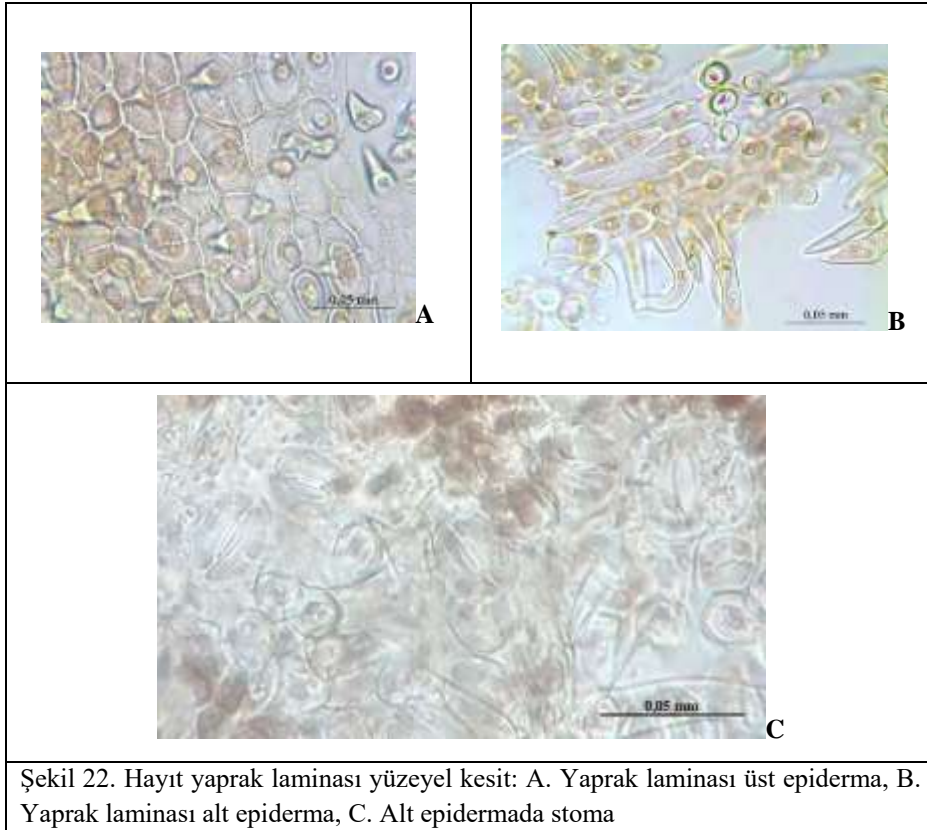 0,05 mm
A
0,05 mm
B
0,05 mm
C
Şekil 22. Hayıt yaprak laminası yüzeyel kesit: A. Yaprak laminası üst epiderma, B.
Yaprak laminası alt epiderma, C. Alt epidermada stoma